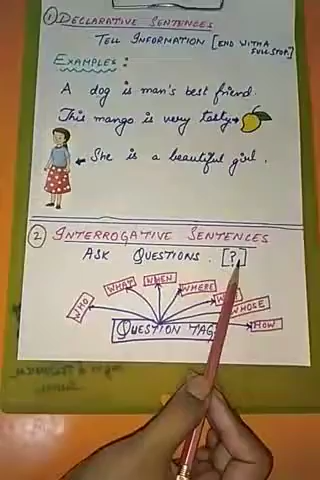 ① DECLARATIVE SENTENCES
TELL INFORMATION [END WITH A FULL STOP.]
EXAMPLES :
A dog is man's best friend.
This mango is very tasty.
She is a beautiful girl.
② INTERROGATIVE SENTENCES
ASK QUESTIONS. [?]
WHO
WHAT
WHEN
WHERE
WHOSE
HOW
QUESTION TAG